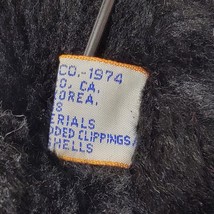 CO.-1974
O, CA.
KOREA.
S
ERIALS
DDED CLIPPINGS/
SHELLS